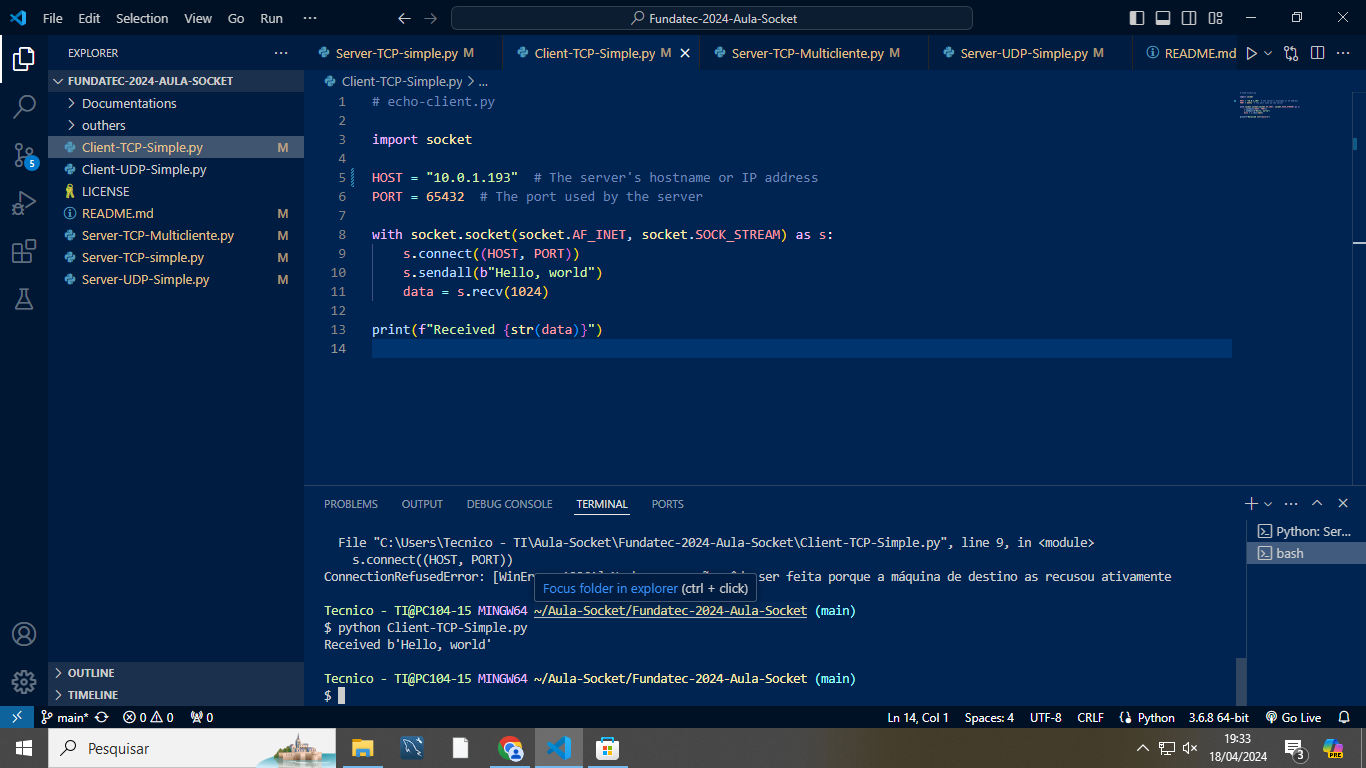 File Edit Selection View Go Run ··· Fundatec-2024-Aula-Socket
EXPLORER ···
FUNDATEC-2024-AULA-SOCKET
Documentations
outhers
Client-TCP-Simple.py M
Client-UDP-Simple.py
LICENSE
README.md M
Server-TCP-Multicliente.py M
Server-TCP-simple.py M
Server-UDP-Simple.py M
OUTLINE
TIMELINE
5
Server-TCP-simple.py M Client-TCP-Simple.py M Server-TCP-Multicliente.py M Server-UDP-Simple.py M README.md ···
Client-TCP-Simple.py > ...
1 # echo-client.py
2
3 import socket
4
5 HOST = "10.0.1.193"  # The server's hostname or IP address
6 PORT = 65432  # The port used by the server
7
8 with socket.socket(socket.AF_INET, socket.SOCK_STREAM) as s:
9     s.connect((HOST, PORT))
10     s.sendall(b"Hello, world")
11     data = s.recv(1024)
12
13 print(f"Received {str(data)}")
14
PROBLEMS OUTPUT DEBUG CONSOLE TERMINAL PORTS ···
File "C:\Users\Tecnico - TI\Aula-Socket\Fundatec-2024-Aula-Socket\Client-TCP-Simple.py", line 9, in <module>
s.connect((HOST, PORT))
ConnectionRefusedError: ser feita porque a máquina de destino as recusou ativamente
Focus folder in explorer (ctrl + click)
Tecnico - TI@PC104-15 MINGW64 ~/Aula-Socket/Fundatec-2024-Aula-Socket (main)
$ python Client-TCP-Simple.py
Received b'Hello, world'
Tecnico - TI@PC104-15 MINGW64 ~/Aula-Socket/Fundatec-2024-Aula-Socket (main)
$
Python: Ser...
bash
main* 0 0 0 Ln 14, Col 1 Spaces: 4 UTF-8 CRLF Python 3.6.8 64-bit Go Live
Pesquisar
19:33
18/04/2024
3
PRE